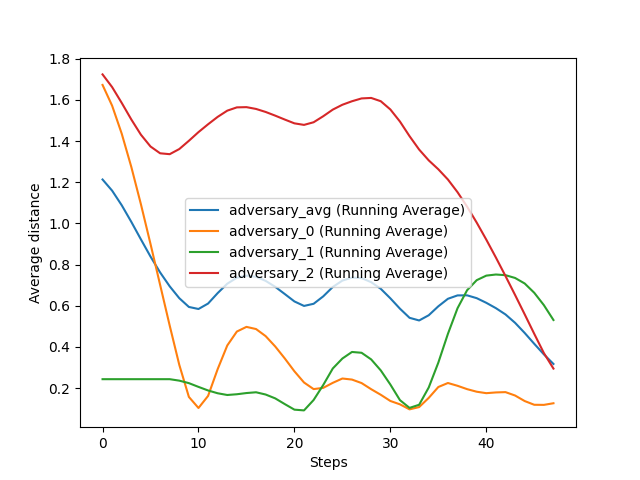 1.8
1.6
1.4
1.2
1.0
0.8
0.6
0.4
0.2
Average distance
adversary_avg (Running Average)
adversary_0 (Running Average)
adversary_1 (Running Average)
adversary_2 (Running Average)
0 10 20 30 40
Steps